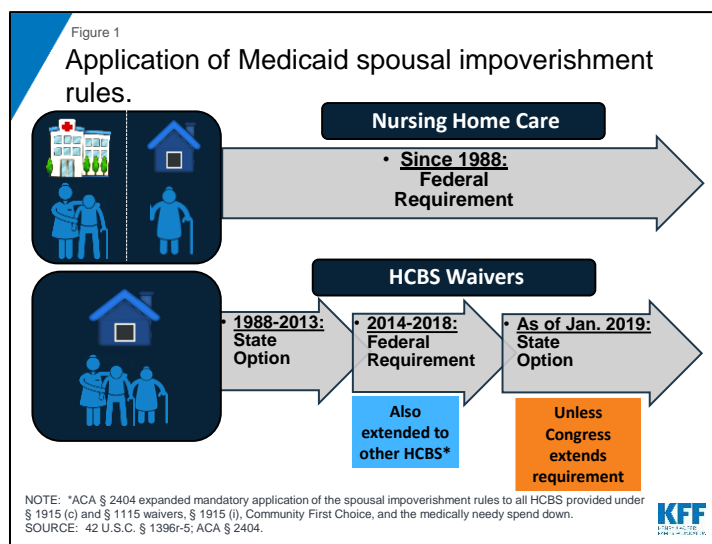 Figure 1
Application of Medicaid spousal impoverishment
rules.
Nursing Home Care
• Since 1988:
Federal
Requirement
HCBS Waivers
• 1988-2013:
State
Option
• 2014-2018:
Federal
Requirement
• As of Jan. 2019:
State
Option
Also
extended to
other HCBS*
Unless
Congress
extends
requirement
NOTE: *ACA § 2404 expanded mandatory application of the spousal impoverishment rules to all HCBS provided under
§ 1915 (c) and § 1115 waivers, § 1915 (i), Community First Choice, and the medically needy spend down.
SOURCE: 42 U.S.C. § 1396r-5; ACA § 2404.
KFF
HENRY J KAISER
FAMILY FOUNDATION